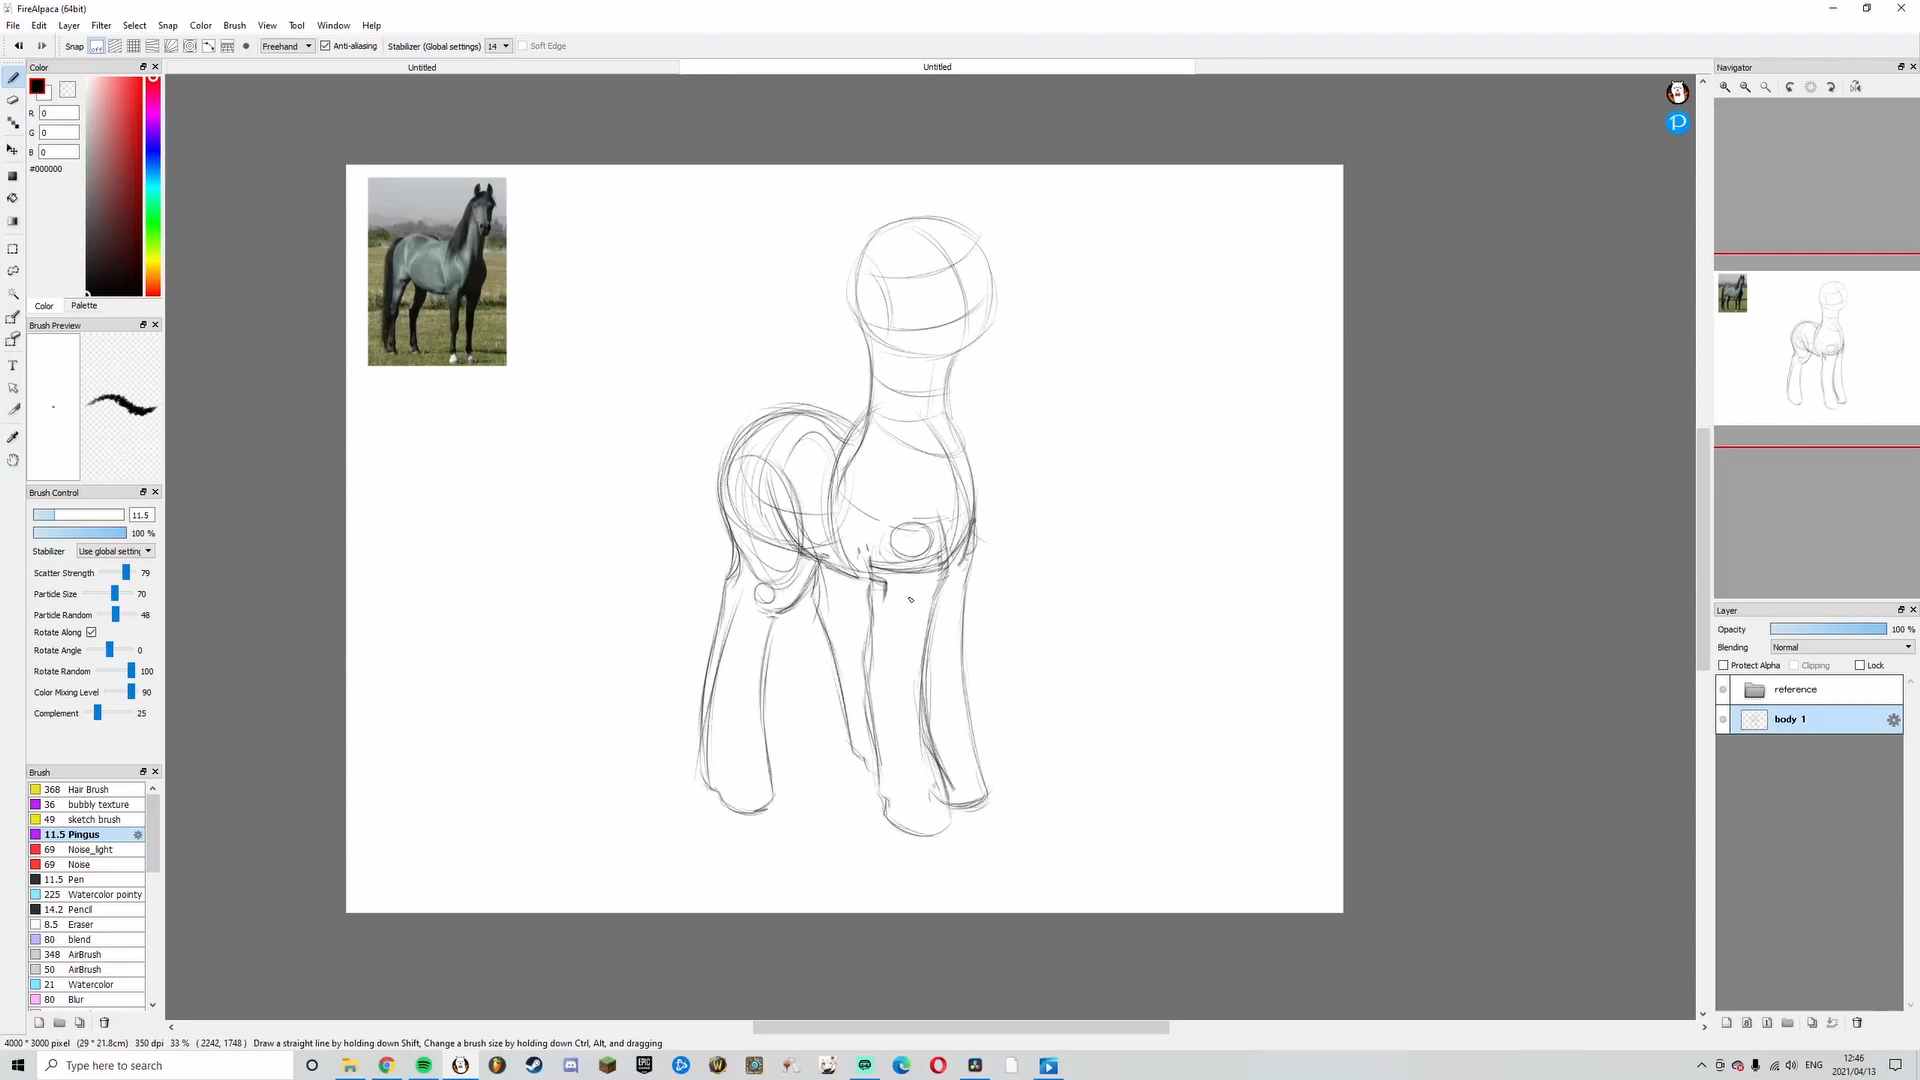 FireAlpaca (64bit)
File Edit Layer Filter Select Snap Color Brush View Tool Window Help
Snap off Freehand Anti-aliasing Stabilizer (Global settings) 14 Soft Edge
Color
Untitled
Untitled
Navigator
R 0
G 0
B 0
#000000
Color Palette
Brush Preview
Brush Control
11.5
100 %
Stabilizer Use global setting
Scatter Strength 79
Particle Size 70
Particle Random 48
Rotate Along
Rotate Angle 0
Rotate Random 100
Color Mixing Level 90
Complement 25
Brush
368 Hair Brush
36 bubbly texture
49 sketch brush
11.5 Pingus
69 Noise_light
69 Noise
11.5 Pen
225 Watercolor pointy
14.2 Pencil
8.5 Eraser
80 blend
348 AirBrush
50 AirBrush
21 Watercolor
80 Blur
Layer
Opacity 100 %
Blending Normal
Protect Alpha Clipping Lock
reference
body 1
4000 * 3000 pixel (29 * 21.8cm) 350 dpi 33 % ( 2242, 1748 ) Draw a straight line by holding down Shift, Change a brush size by holding down Ctrl, Alt, and dragging
Type here to search
EPIC
ENG
12:46
2021/04/13